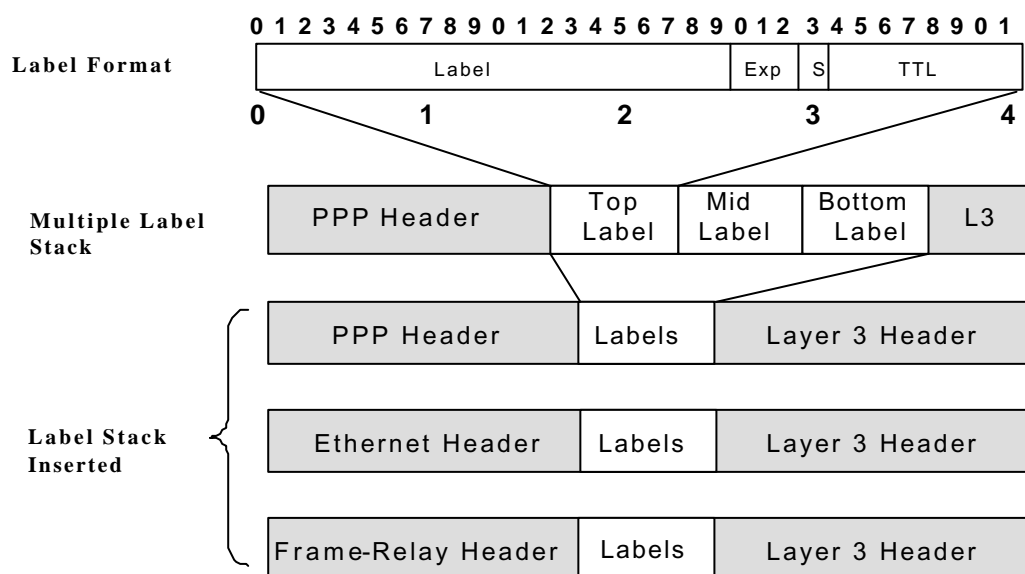 0 1 2 3 4 5 6 7 8 9 0 1 2 3 4 5 6 7 8 9 0 1 2 3 4 5 6 7 8 9 0 1
Label Format
Label Exp S TTL
0 1 2 3 4
Multiple Label
Stack
PPP Header
Top
Label
Mid
Label
Bottom
Label
L3
PPP Header Labels Layer 3 Header
Label Stack
Inserted
Ethernet Header Labels Layer 3 Header
Frame-Relay Header Labels Layer 3 Header